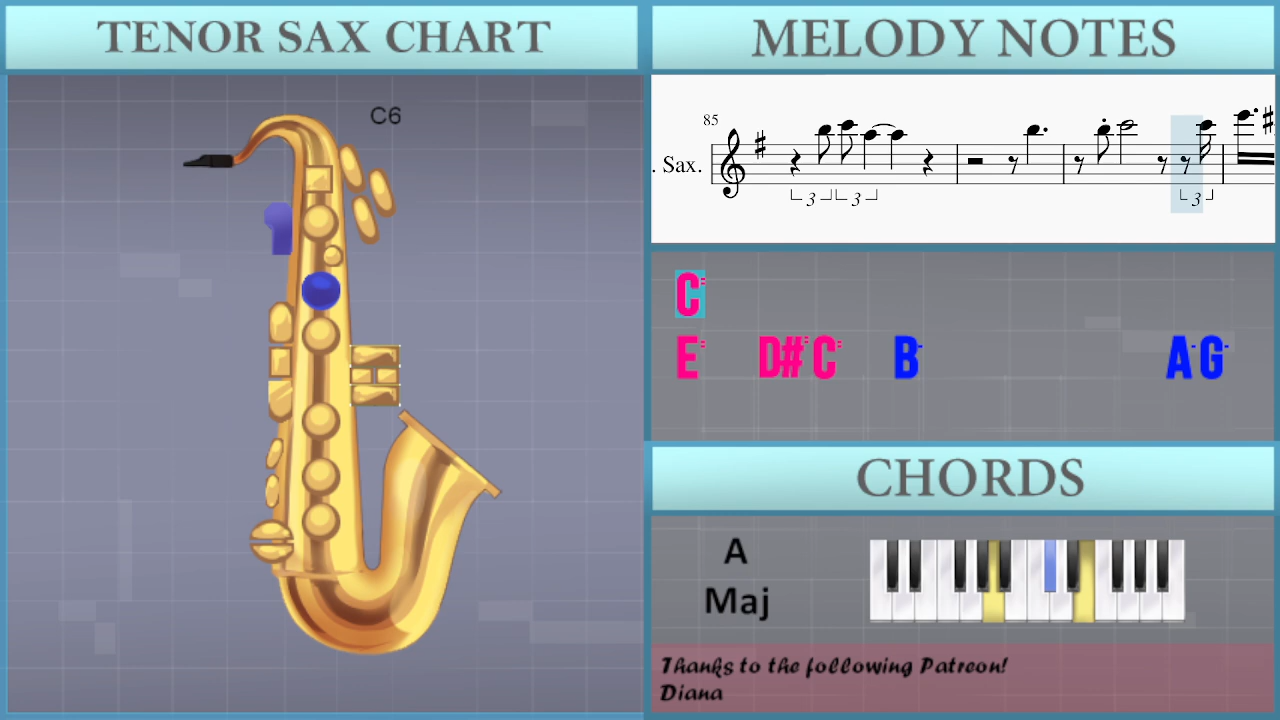 TENOR SAX CHART
C6
MELODY NOTES
85
. Sax.
3 3 3
C
E D# C B A G
CHORDS
A
Maj
Thanks to the following Patreon!
Diana